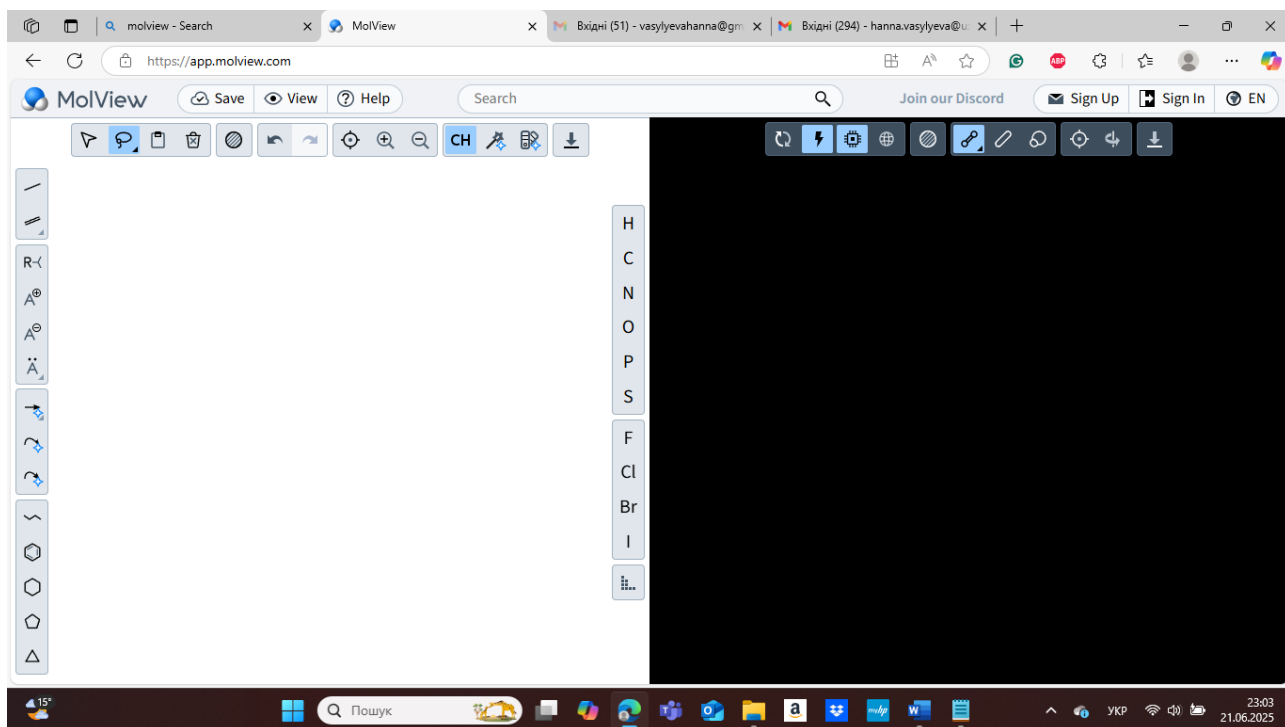 molview - Search
MolView
Вхідні (51) - vasylyevahanna@gm
Вхідні (294) - hanna.vasylyeva@u
https://app.molview.com
MolView
Save
View
Help
Search
Join our Discord
Sign Up
Sign In
EN
CH
R
A
A
Ä
H
C
N
O
P
S
F
Cl
Br
I
15°
Пошук
a
myhp
УКР
23:03
21.06.2025